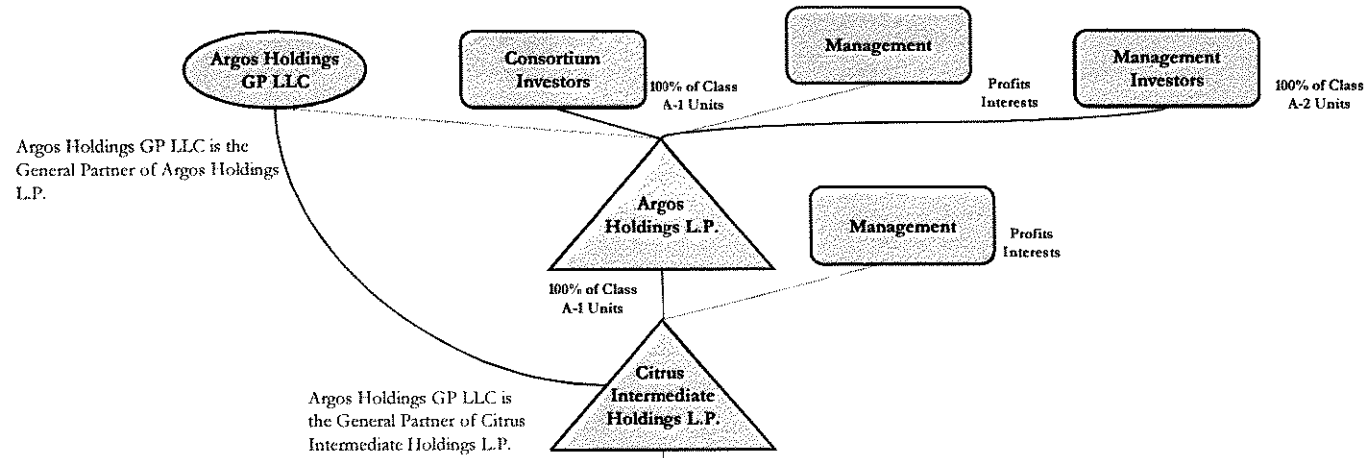 Argos Holdings
GP LLC
Consortium
Investors
100% of Class
A-1 Units
Management
Profits
Interests
Management
Investors
100% of Class
A-2 Units
Argos Holdings GP LLC is the
General Partner of Argos Holdings
L.P.
Argos
Holdings L.P.
Management
Profits
Interests
100% of Class
A-1 Units
Citrus
Intermediate
Holdings L.P.
Argos Holdings GP LLC is
the General Partner of Citrus
Intermediate Holdings L.P.